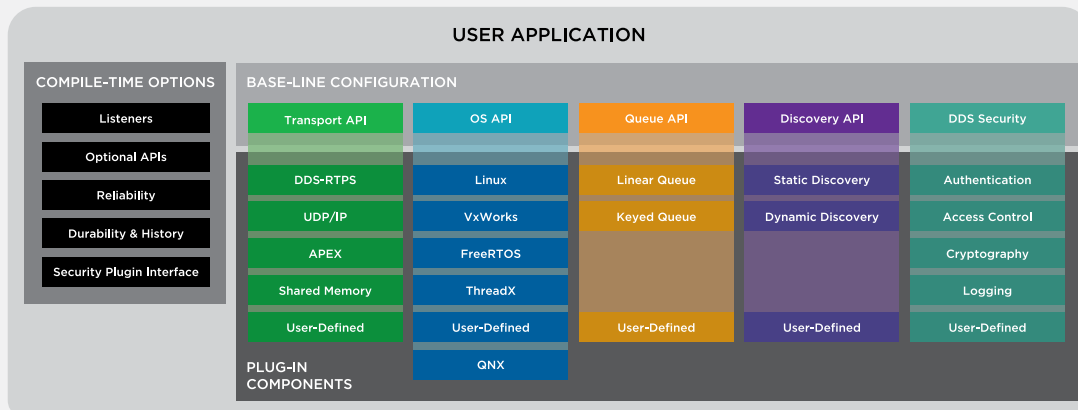 USER APPLICATION
COMPILE-TIME OPTIONS
Listeners
Optional APIs
Reliability
Durability & History
Security Plugin Interface
BASE-LINE CONFIGURATION
Transport API
DDS-RTPS
UDP/IP
APEX
Shared Memory
User-Defined
OS API
Linux
VxWorks
FreeRTOS
ThreadX
User-Defined
QNX
Queue API
Linear Queue
Keyed Queue
User-Defined
Discovery API
Static Discovery
Dynamic Discovery
User-Defined
DDS Security
Authentication
Access Control
Cryptography
Logging
User-Defined
PLUG-IN
COMPONENTS